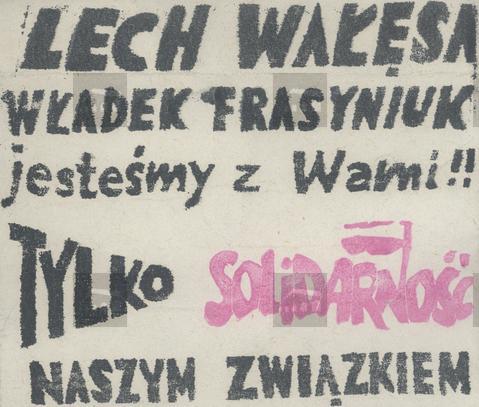 LECH WAŁĘSA
WŁADEK FRASYNIUK
jesteśmy z Wami!!
TYLKO SOLiDARNOŚĆ
NASZYM ZWIĄZKIEM